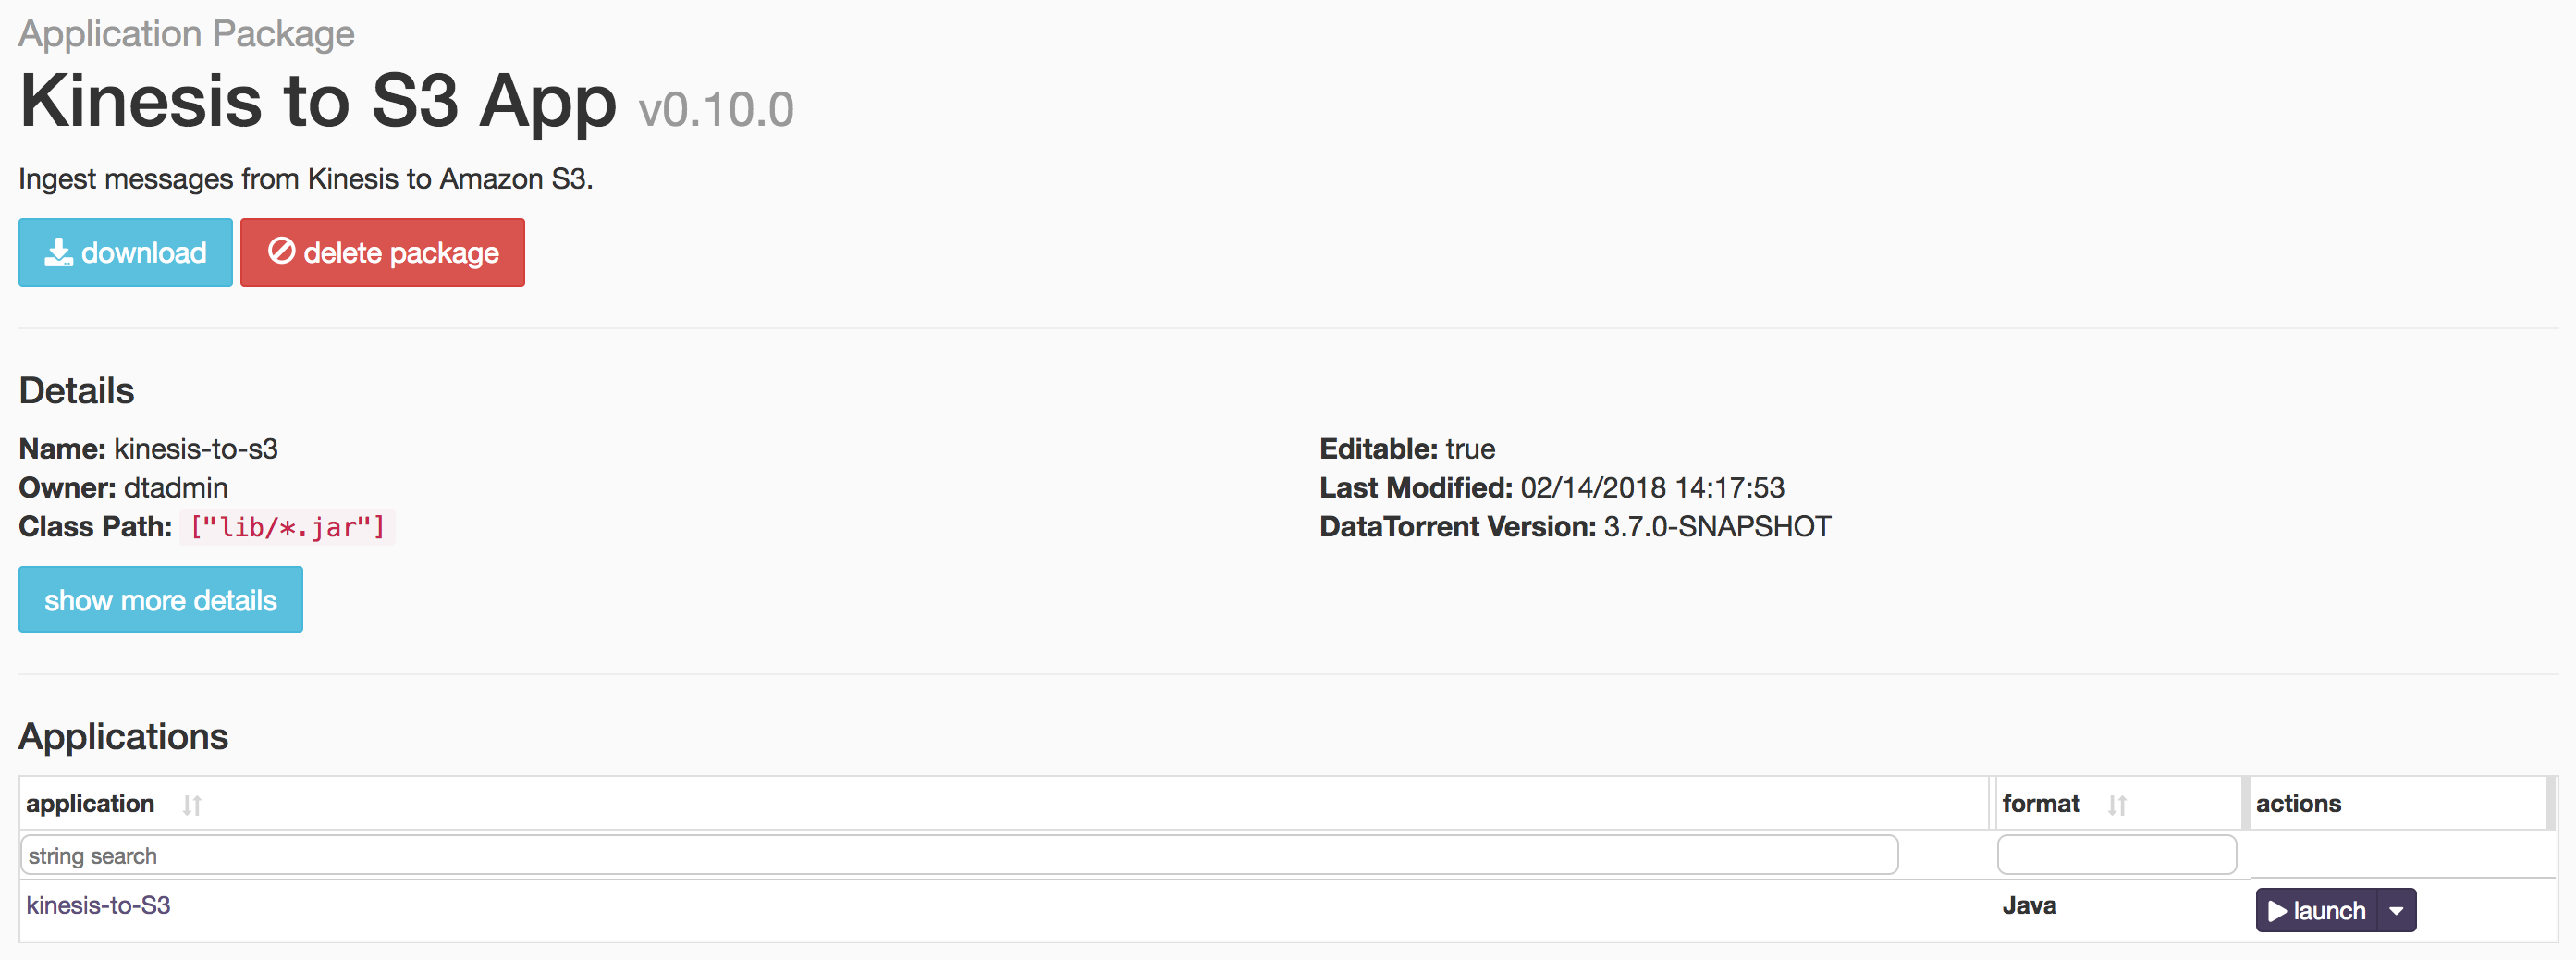 Application Package
Kinesis to S3 App v0.10.0
Ingest messages from Kinesis to Amazon S3.
download delete package
Details
Name: kinesis-to-s3
Owner: dtadmin
Class Path: ["lib/*.jar"]
Editable: true
Last Modified: 02/14/2018 14:17:53
DataTorrent Version: 3.7.0-SNAPSHOT
show more details
Applications
application format actions
string search
kinesis-to-S3 Java launch